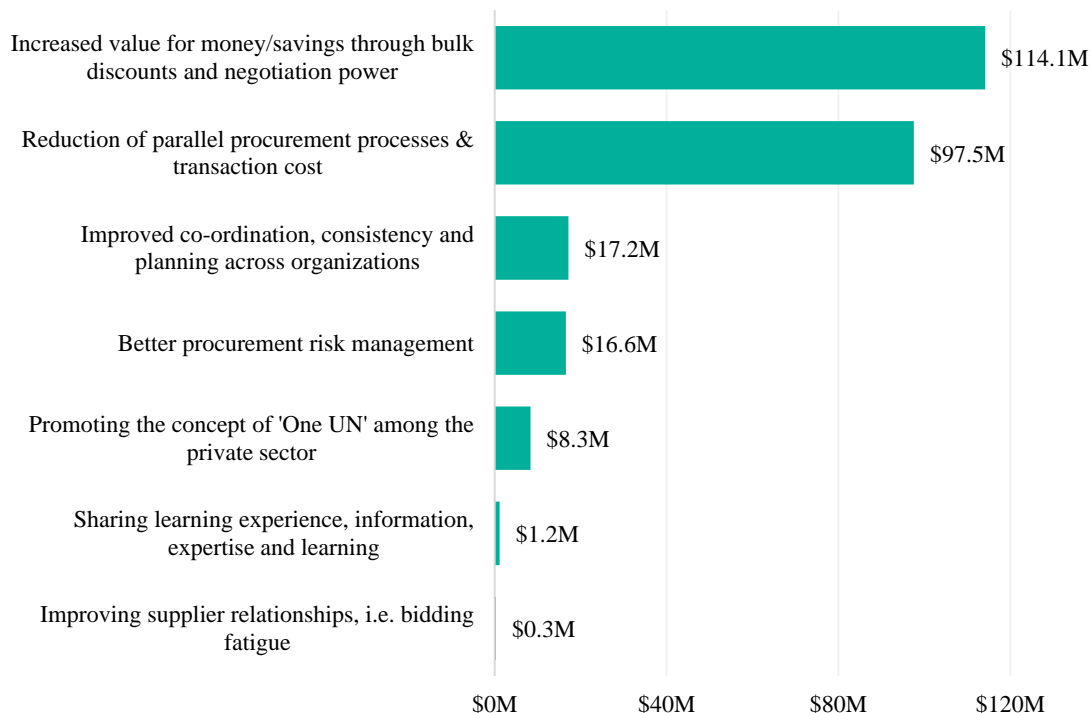 Increased value for money/savings through bulk
discounts and negotiation power
$114.1M
Reduction of parallel procurement processes &
transaction cost
$97.5M
Improved co-ordination, consistency and
planning across organizations
$17.2M
Better procurement risk management
$16.6M
Promoting the concept of 'One UN' among the
private sector
$8.3M
Sharing learning experience, information,
expertise and learning
$1.2M
Improving supplier relationships, i.e. bidding
fatigue
$0.3M
$0M $40M $80M $120M